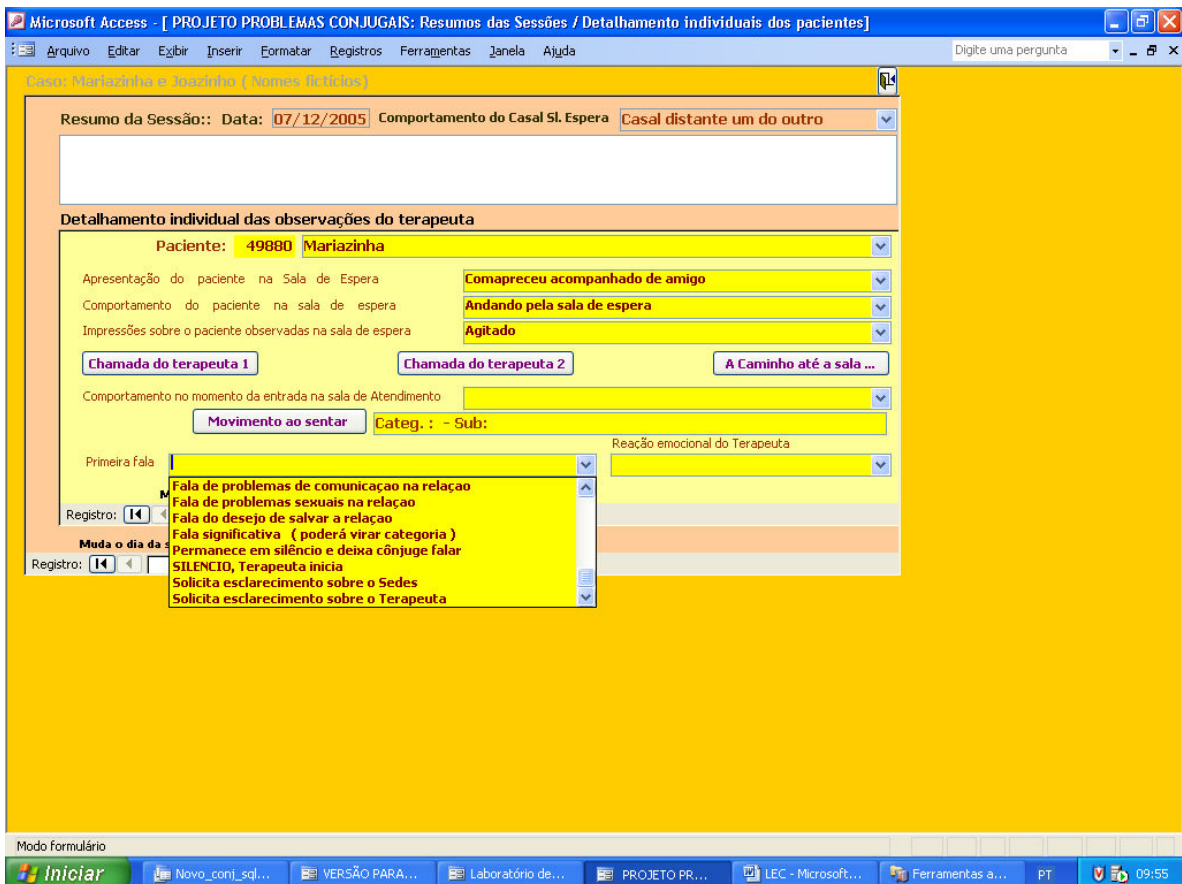 Microsoft Access - [ PROJETO PROBLEMAS CONJUGAIS: Resumos das Sessões / Detalhamento individuais dos pacientes]
Arquivo Editar Exibir Inserir Formatar Registros Ferramentas Janela Ajuda Digite uma pergunta
Caso: Mariazinha e Joazinho ( Nomes fictícios)
Resumo da Sessão:: Data: 07/12/2005 Comportamento do Casal Sl. Espera Casal distante um do outro
Detalhamento individual das observações do terapeuta
Paciente: 49880 Mariazinha
Apresentação do paciente na Sala de Espera Comapreceu acompanhado de amigo
Comportamento do paciente na sala de espera Andando pela sala de espera
Impressões sobre o paciente observadas na sala de espera Agitado
Chamada do terapeuta 1 Chamada do terapeuta 2 A Caminho até a sala ...
Comportamento no momento da entrada na sala de Atendimento
Movimento ao sentar Categ. : - Sub:
Reação emocional do Terapeuta
Primeira fala
Fala de problemas de comunicaçao na relaçao
M
Fala de problemas sexuais na relaçao
Registro:
Fala do desejo de salvar a relaçao
Fala significativa ( poderá virar categoria )
Muda o dia da s
Permanece em silêncio e deixa cônjuge falar
Registro:
SILENCIO, Terapeuta inicia
Solicita esclarecimento sobre o Sedes
Solicita esclarecimento sobre o Terapeuta
Modo formulário
Iniciar Novo_conj_sql... VERSÃO PARA... Laboratório de... PROJETO PR... LEC - Microsoft... Ferramentas a... PT 09:55